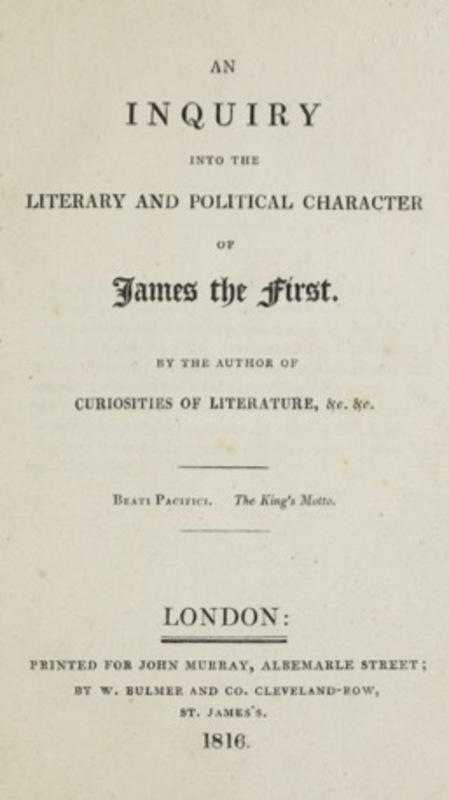 AN
INQUIRY
INTO THE
LITERARY AND POLITICAL CHARACTER
OF
James the First.
BY THE AUTHOR OF
CURIOSITIES OF LITERATURE, &c. &c.
BEATI PACIFICI. The King's Motto.
LONDON:
PRINTED FOR JOHN MURRAY, ALBEMARLE STREET;
BY W. BULMER AND CO. CLEVELAND-ROW,
ST. JAMES'S.
1816.